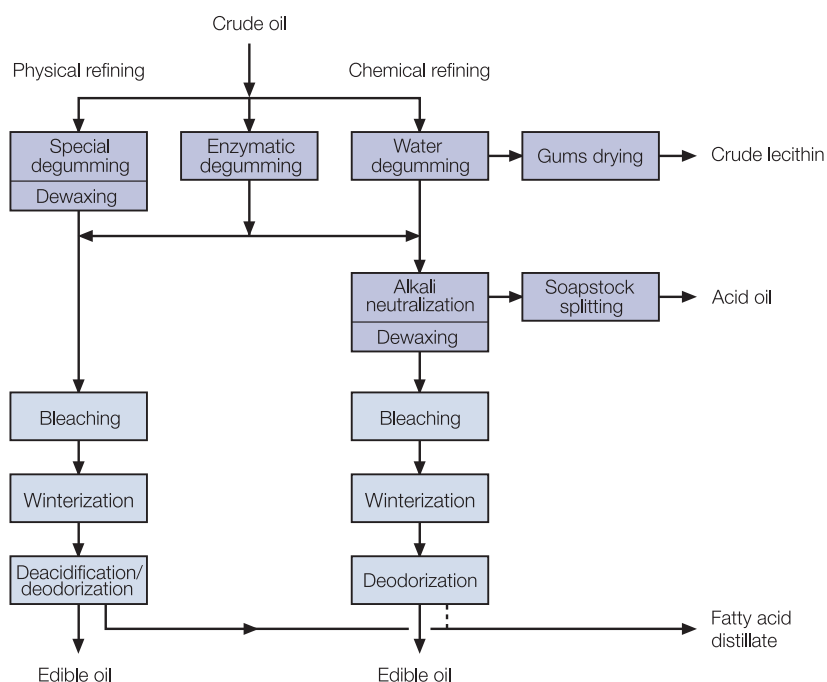 Crude oil
Physical refining
Chemical refining
Special
degumming
Dewaxing
Enzymatic
degumming
Water
degumming
Gums drying
Crude lecithin
Alkali
neutralization
Dewaxing
Soapstock
splitting
Acid oil
Bleaching
Bleaching
Winterization
Winterization
Deacidification/
deodorization
Deodorization
Fatty acid
distillate
Edible oil
Edible oil